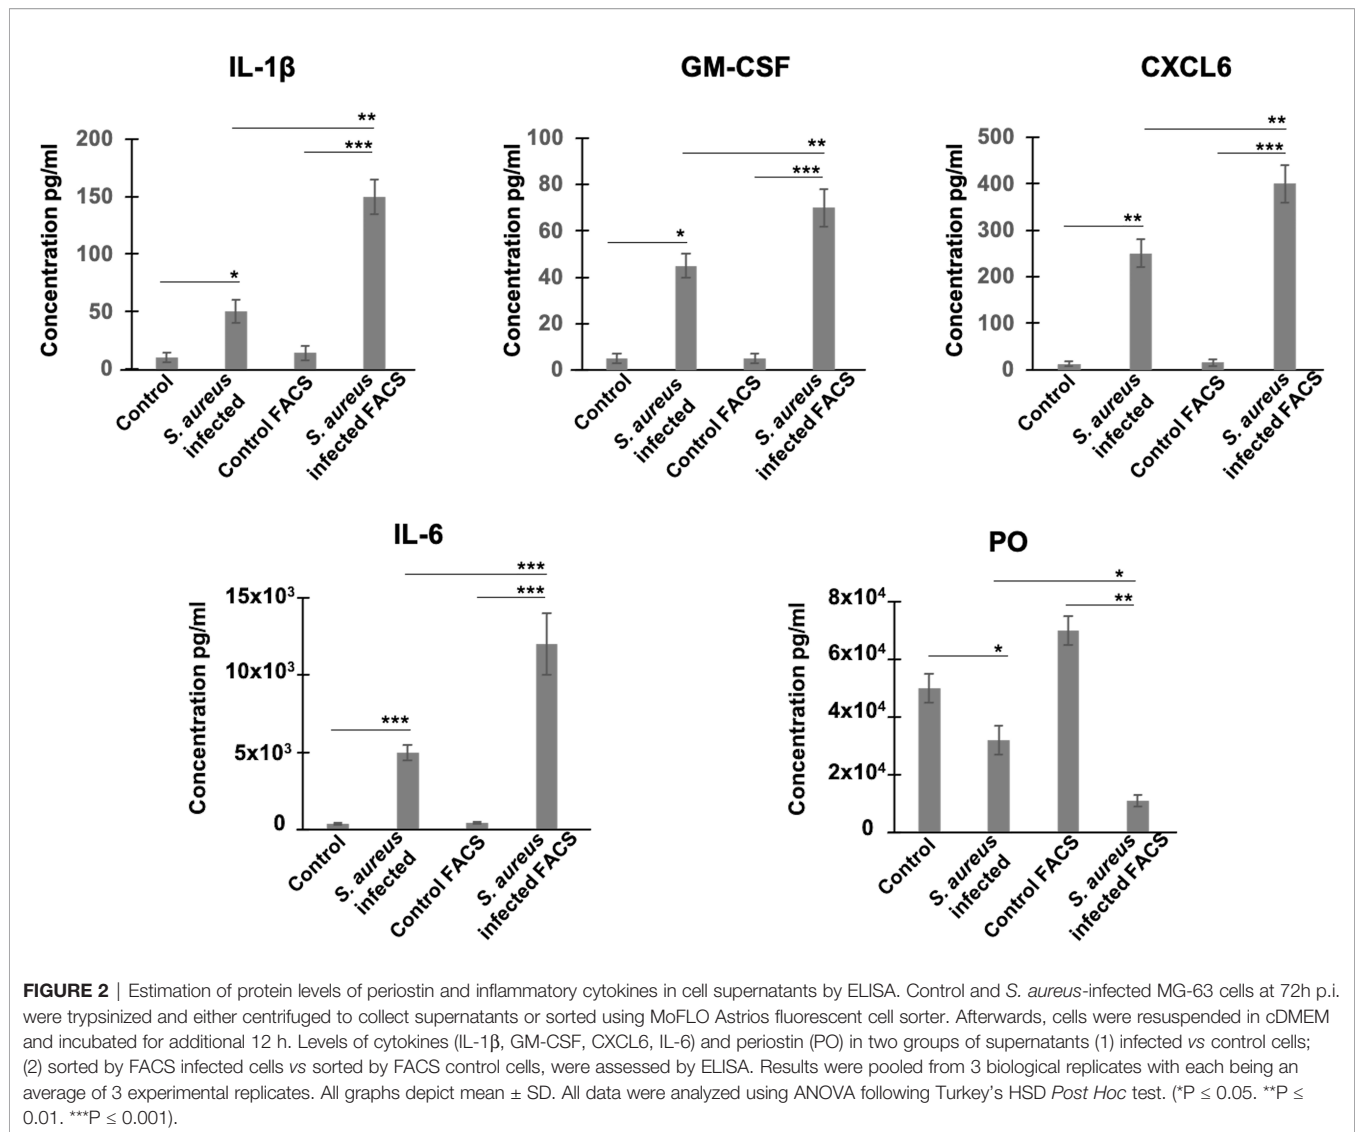 IL-1β
Concentration pg/ml
200
150
100
50
0
*
**
***
Control
S. aureus
infected
Control FACS
S. aureus
infected FACS
GM-CSF
Concentration pg/ml
100
80
60
40
20
0
*
**
***
Control
S. aureus
infected
Control FACS
S. aureus
infected FACS
CXCL6
Concentration pg/ml
500
400
300
200
100
0
**
**
***
Control
S. aureus
infected
Control FACS
S. aureus
infected FACS
IL-6
Concentration pg/ml
15x10³
10x10³
5x10³
0
***
***
***
Control
S. aureus
infected
Control FACS
S. aureus
infected FACS
PO
Concentration pg/ml
8x10⁴
6x10⁴
4x10⁴
2x10⁴
0
*
*
**
Control
S. aureus
infected
Control FACS
S. aureus
infected FACS
FIGURE 2 | Estimation of protein levels of periostin and inflammatory cytokines in cell supernatants by ELISA. Control and S. aureus-infected MG-63 cells at 72h p.i.
were trypsinized and either centrifuged to collect supernatants or sorted using MoFLO Astrios fluorescent cell sorter. Afterwards, cells were resuspended in cDMEM
and incubated for additional 12 h. Levels of cytokines (IL-1β, GM-CSF, CXCL6, IL-6) and periostin (PO) in two groups of supernatants (1) infected vs control cells;
(2) sorted by FACS infected cells vs sorted by FACS control cells, were assessed by ELISA. Results were pooled from 3 biological replicates with each being an
average of 3 experimental replicates. All graphs depict mean ± SD. All data were analyzed using ANOVA following Turkey's HSD Post Hoc test. (*P ≤ 0.05. **P ≤
0.01. ***P ≤ 0.001).